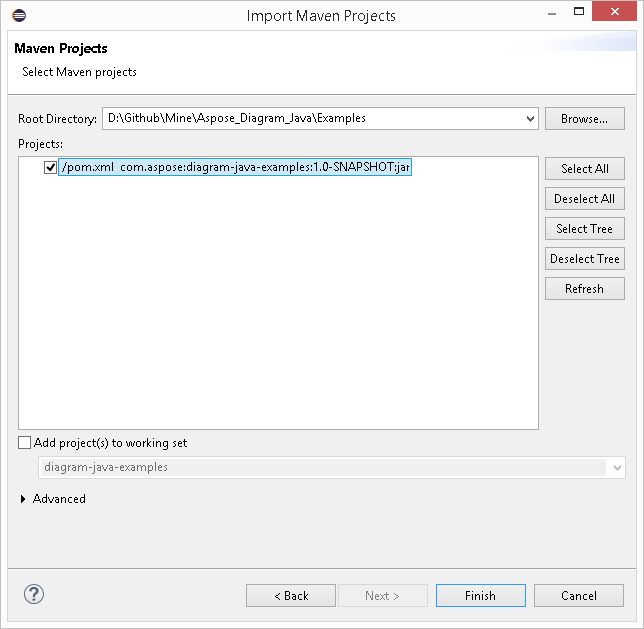 Import Maven Projects
Maven Projects
Select Maven projects
Root Directory: D:\Github\Mine\Aspose_Diagram_Java\Examples Browse...
Projects:
/pom.xml com.aspose:diagram-java-examples:1.0-SNAPSHOT:jar
Select All
Deselect All
Select Tree
Deselect Tree
Refresh
Add project(s) to working set
diagram-java-examples
Advanced
? < Back Next > Finish Cancel